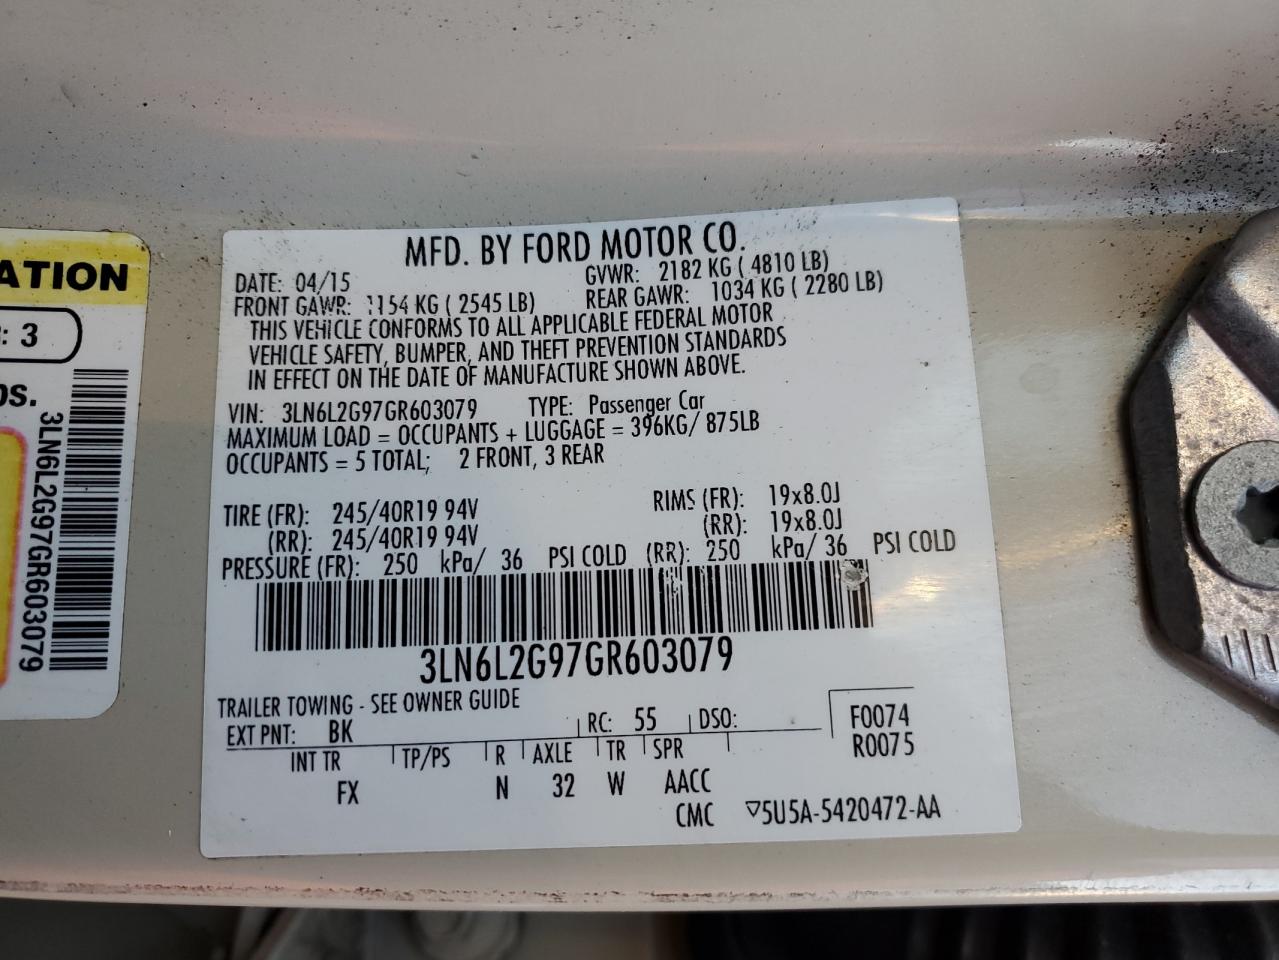 ATION
: 3
3LN6L2G97GR603079
MFD. BY FORD MOTOR CO.
DATE: 04/15 GVWR: 2182 KG ( 4810 LB)
FRONT GAWR: 1154 KG ( 2545 LB) REAR GAWR: 1034 KG ( 2280 LB)
THIS VEHICLE CONFORMS TO ALL APPLICABLE FEDERAL MOTOR
VEHICLE SAFETY, BUMPER, AND THEFT PREVENTION STANDARDS
IN EFFECT ON THE DATE OF MANUFACTURE SHOWN ABOVE.
VIN: 3LN6L2G97GR603079 TYPE: Passenger Car
MAXIMUM LOAD = OCCUPANTS + LUGGAGE = 396KG/ 875LB
OCCUPANTS = 5 TOTAL; 2 FRONT, 3 REAR
TIRE (FR): 245/40R19 94V RIMS (FR): 19x8.0J
(RR): 245/40R19 94V (RR): 19x8.0J
PRESSURE (FR): 250 kPa/ 36 PSI COLD (RR): 250 kPa/ 36 PSI COLD
3LN6L2G97GR603079
TRAILER TOWING - SEE OWNER GUIDE
EXT PNT: BK RC: 55 DSO: F0074
INT TR TP/PS R AXLE TR SPR R0075
FX N 32 W AACC
CMC ▽5U5A-5420472-AA